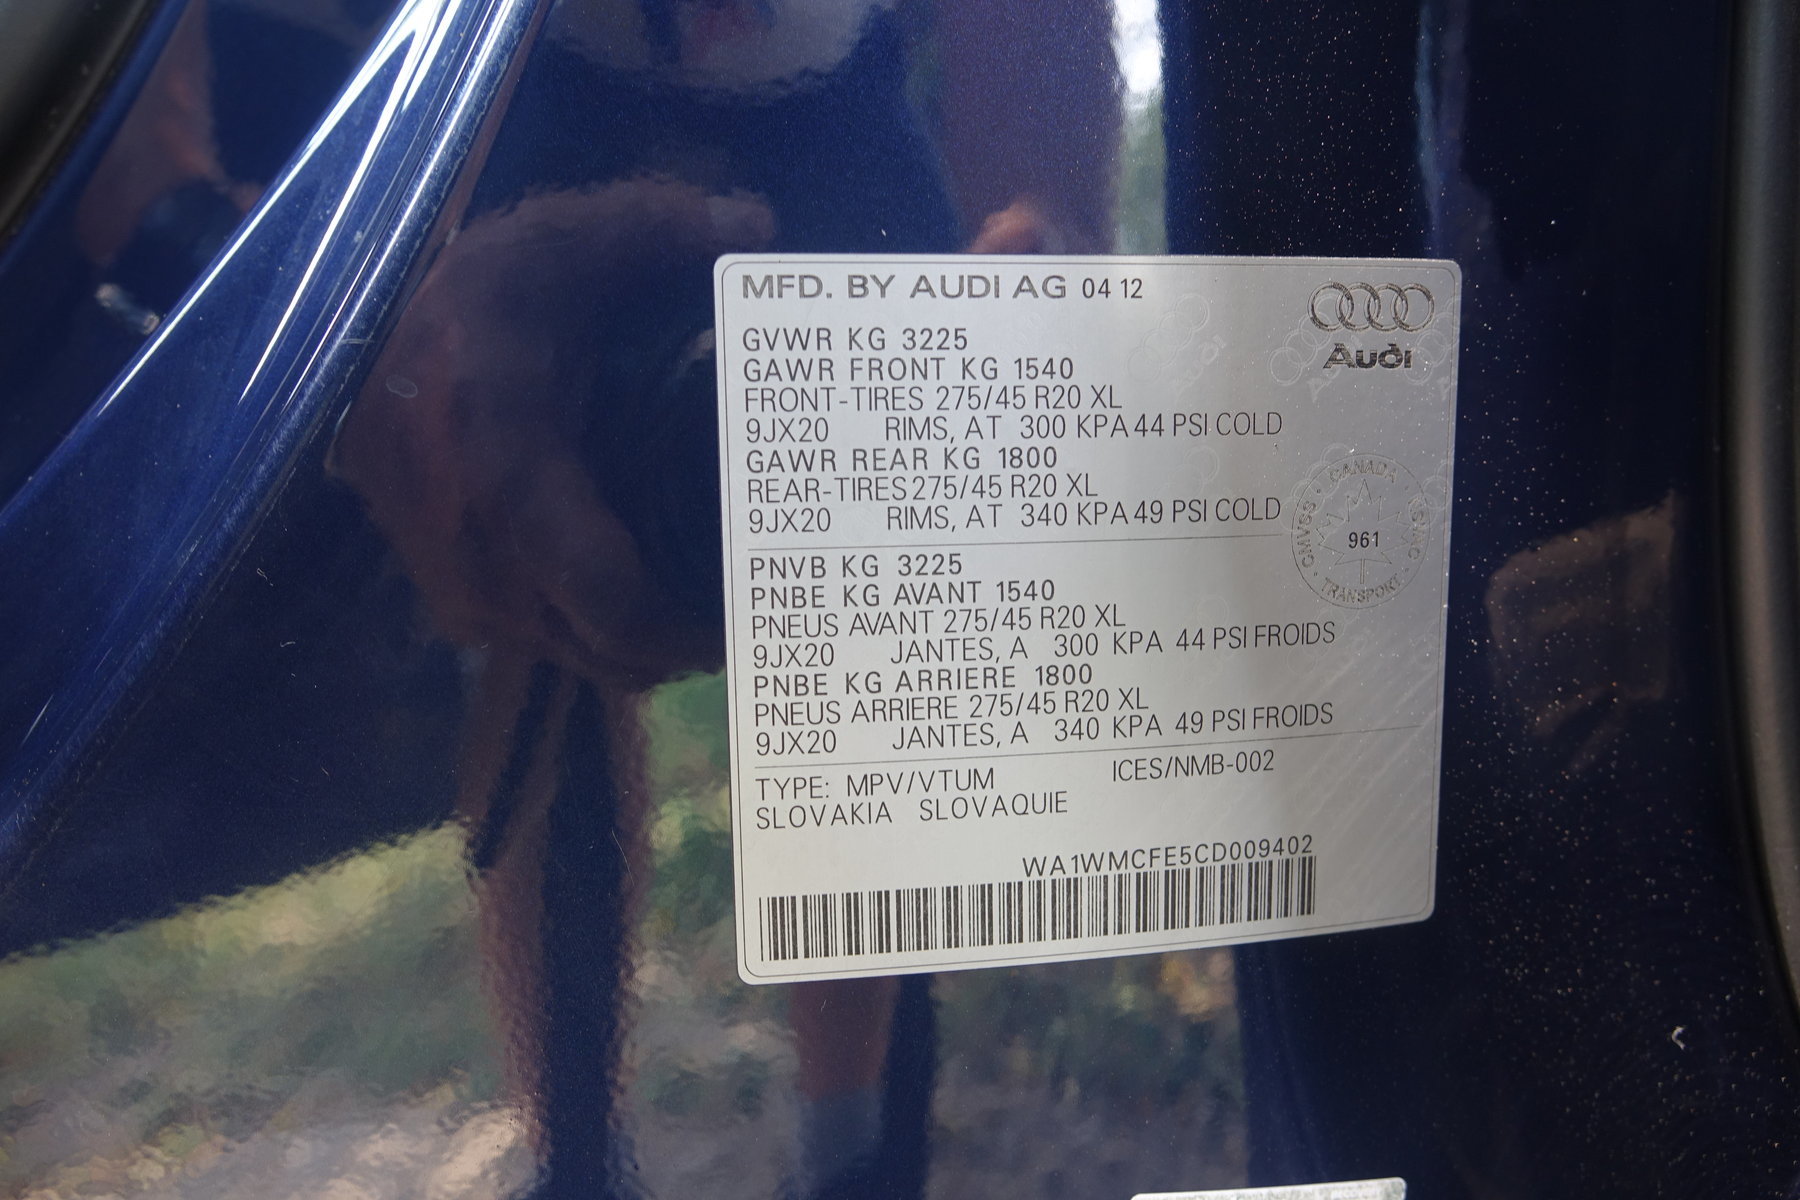 MFD. BY AUDI AG 04 12
Audi
GVWR KG 3225
GAWR FRONT KG 1540
FRONT-TIRES 275/45 R20 XL
9JX20 RIMS, AT 300 KPA 44 PSI COLD
GAWR REAR KG 1800
REAR-TIRES 275/45 R20 XL
9JX20 RIMS, AT 340 KPA 49 PSI COLD
CANADA
CMVSS
NSVAC
961
TRANSPORT
PNVB KG 3225
PNBE KG AVANT 1540
PNEUS AVANT 275/45 R20 XL
9JX20 JANTES, A 300 KPA 44 PSI FROIDS
PNBE KG ARRIERE 1800
PNEUS ARRIERE 275/45 R20 XL
9JX20 JANTES, A 340 KPA 49 PSI FROIDS
TYPE: MPV/VTUM ICES/NMB-002
SLOVAKIA SLOVAQUIE
WA1WMCFE5CD009402